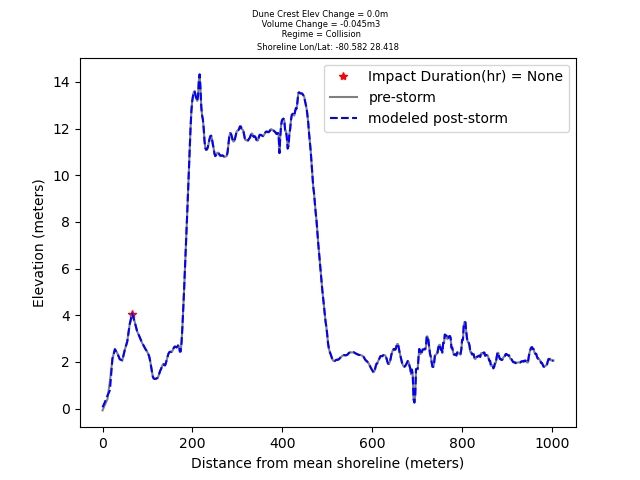 Dune Crest Elev Change = 0.0m
Volume Change = -0.045m3
Regime = Collision
Shoreline Lon/Lat: -80.582 28.418
Impact Duration(hr) = None
pre-storm
modeled post-storm
Elevation (meters)
14
12
10
8
6
4
2
0
0 200 400 600 800 1000
Distance from mean shoreline (meters)